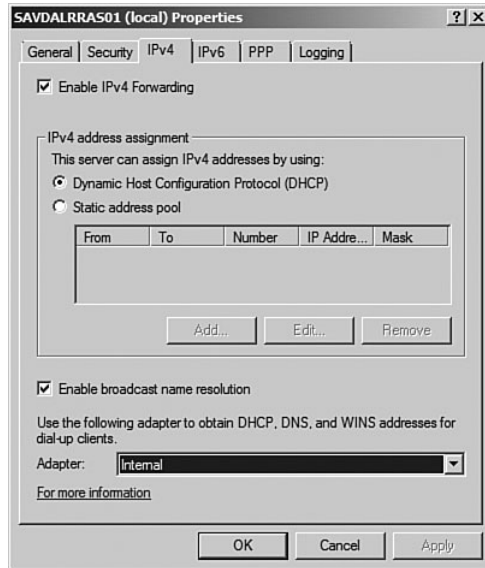 SAVDALRRAS01 (local) Properties
General Security IPv4 IPv6 PPP Logging
Enable IPv4 Forwarding
IPv4 address assignment
This server can assign IPv4 addresses by using:
Dynamic Host Configuration Protocol (DHCP)
Static address pool
From To Number IP Addre... Mask
Add... Edit... Remove
Enable broadcast name resolution
Use the following adapter to obtain DHCP, DNS, and WINS addresses for
dial-up clients.
Adapter: Internal
For more information
OK Cancel Apply